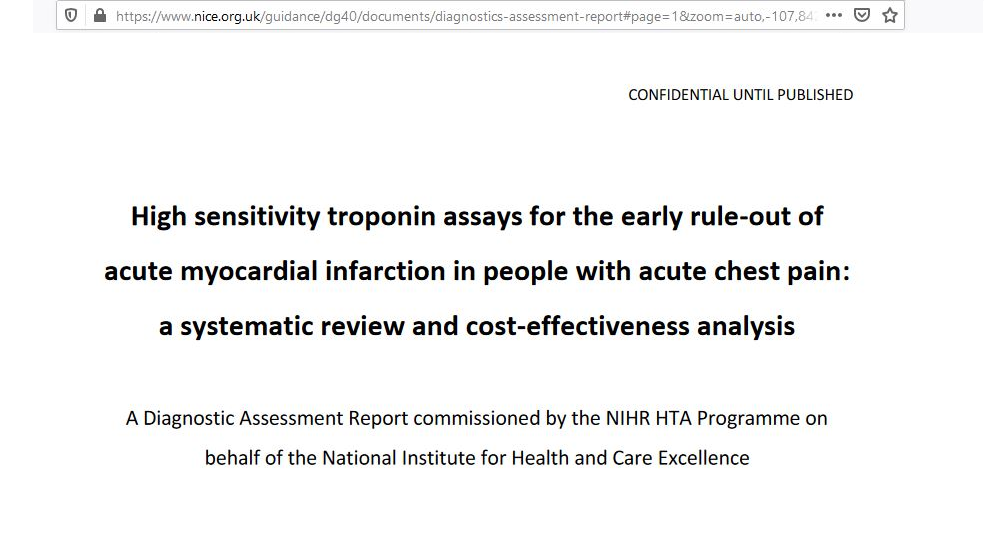 https://www.nice.org.uk/guidance/dg40/documents/diagnostics-assessment-report#page=1&zoom=auto,-107,84
CONFIDENTIAL UNTIL PUBLISHED
High sensitivity troponin assays for the early rule-out of
acute myocardial infarction in people with acute chest pain:
a systematic review and cost-effectiveness analysis
A Diagnostic Assessment Report commissioned by the NIHR HTA Programme on
behalf of the National Institute for Health and Care Excellence